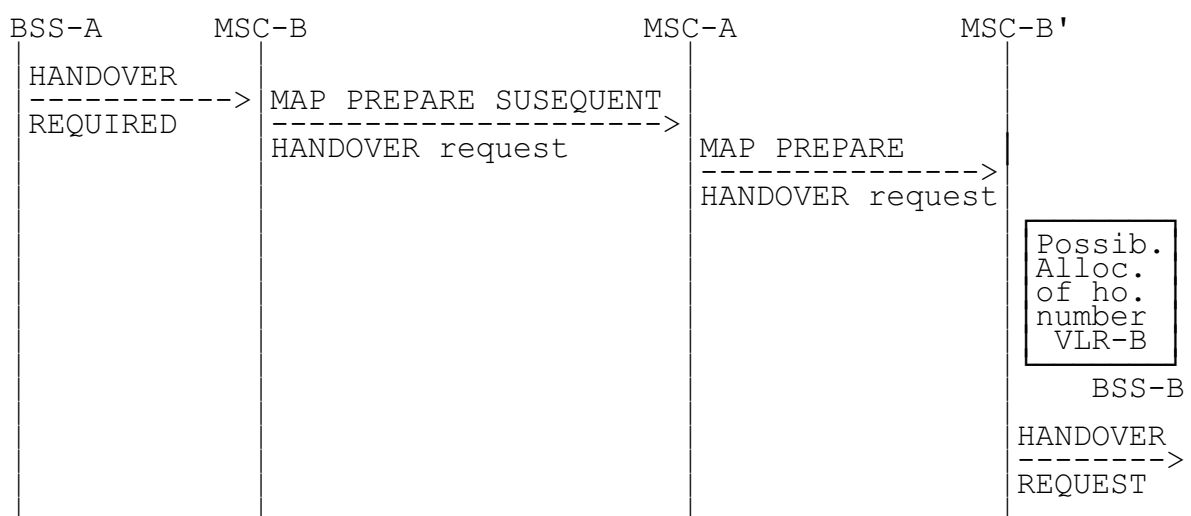 BSS-A MSC-B MSC-A MSC-B'
HANDOVER
REQUIRED
MAP PREPARE SUSEQUENT
HANDOVER request
MAP PREPARE
HANDOVER request
Possib.
Alloc.
of ho.
number
VLR-B
BSS-B
HANDOVER
REQUEST